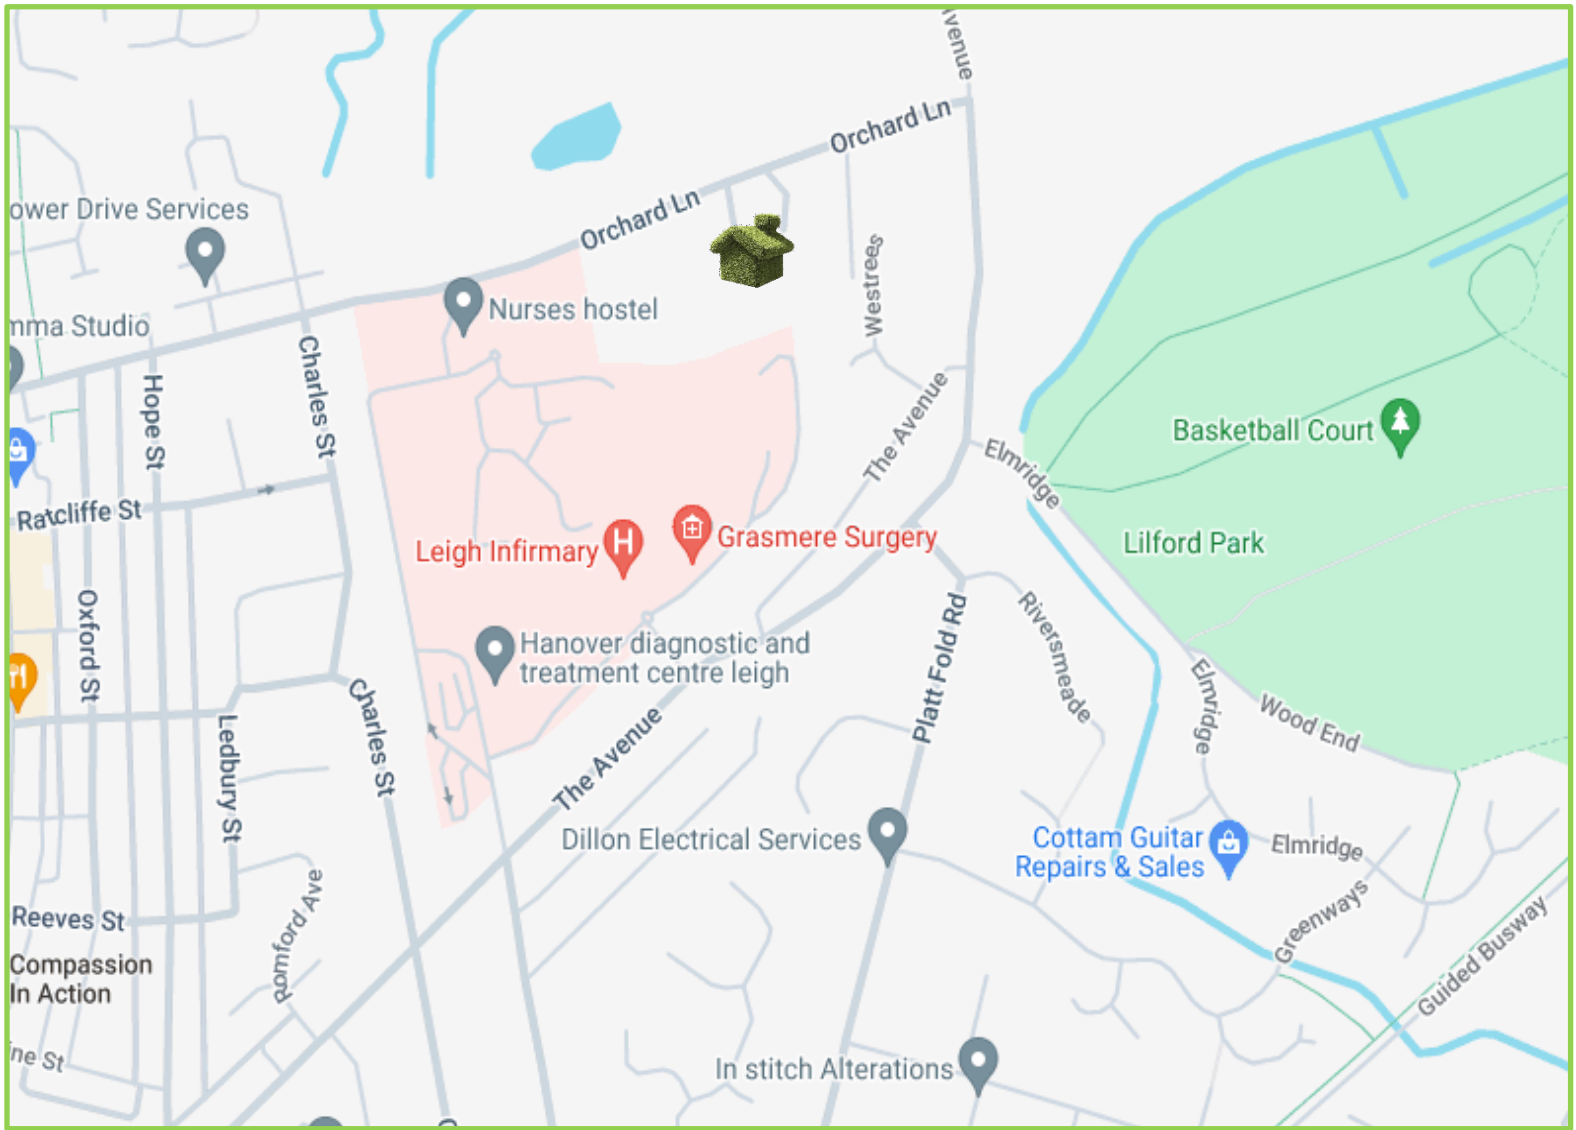 Avenue
Orchard Ln
ower Drive Services
Orchard Ln
Westrees
Nurses hostel
mma Studio
Charles St
Hope St
The Avenue
Basketball Court
Elmridge
Ratcliffe St
Leigh Infirmary
H
Grasmere Surgery
Lilford Park
Oxford St
Platt Fold Rd
Riversmeade
Hanover diagnostic and
treatment centre leigh
Charles St
Elmridge
Wood End
Ledbury St
The Avenue
Dillon Electrical Services
Cottam Guitar
Repairs & Sales
Elmridge
Romford Ave
Greenways
Guided Busway
Reeves St
Compassion
In Action
ine St
In stitch Alterations